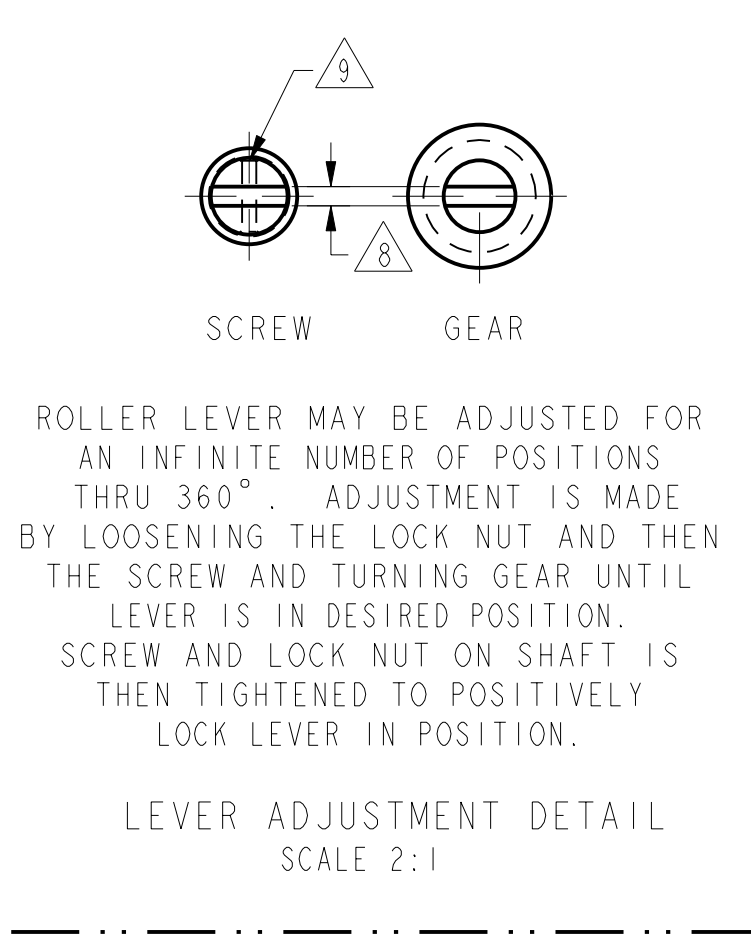 9
8
SCREW GEAR
ROLLER LEVER MAY BE ADJUSTED FOR
AN INFINITE NUMBER OF POSITIONS
THRU 360°. ADJUSTMENT IS MADE
BY LOOSENING THE LOCK NUT AND THEN
THE SCREW AND TURNING GEAR UNTIL
LEVER IS IN DESIRED POSITION.
SCREW AND LOCK NUT ON SHAFT IS
THEN TIGHTENED TO POSITIVELY
LOCK LEVER IN POSITION.
LEVER ADJUSTMENT DETAIL
SCALE 2:1